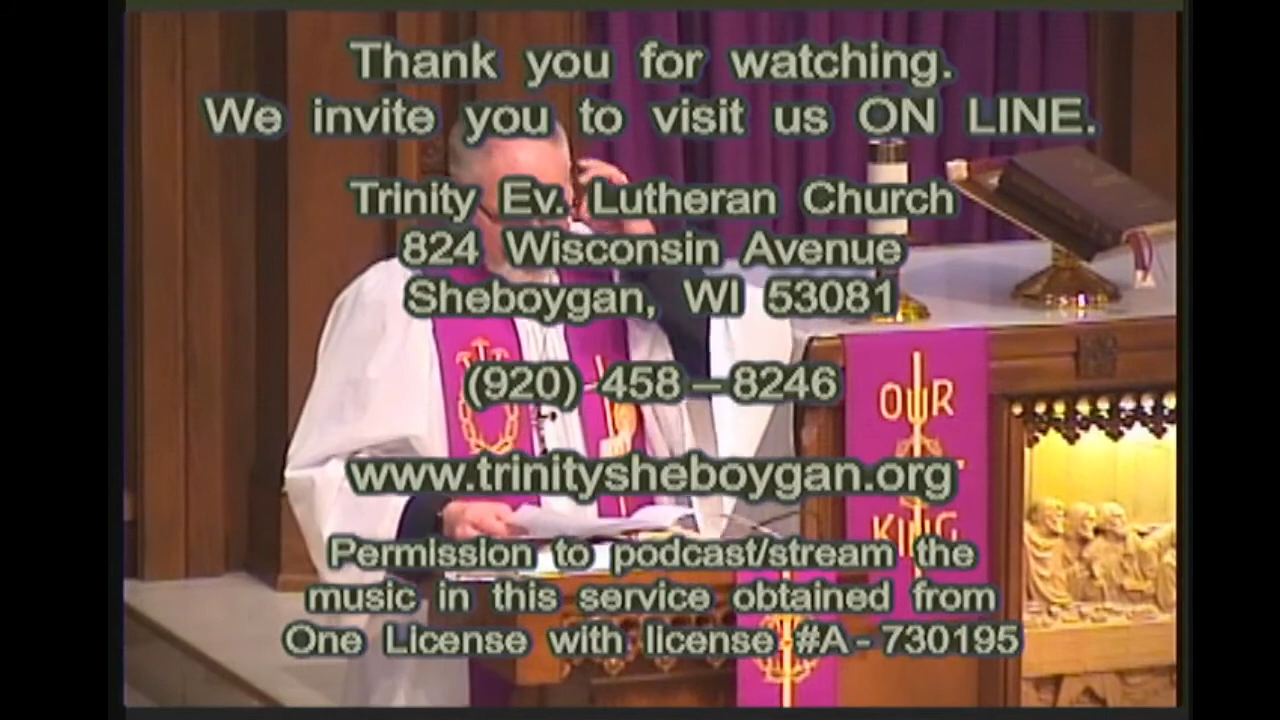 Thank you for watching.
We invite you to visit us ON LINE.
Trinity Ev. Lutheran Church
824 Wisconsin Avenue
Sheboygan, WI 53081
(920) 458 – 8246
www.trinitysheboygan.org
Permission to podcast/stream the
music in this service obtained from
One License with license #A - 730195
OUR
KING